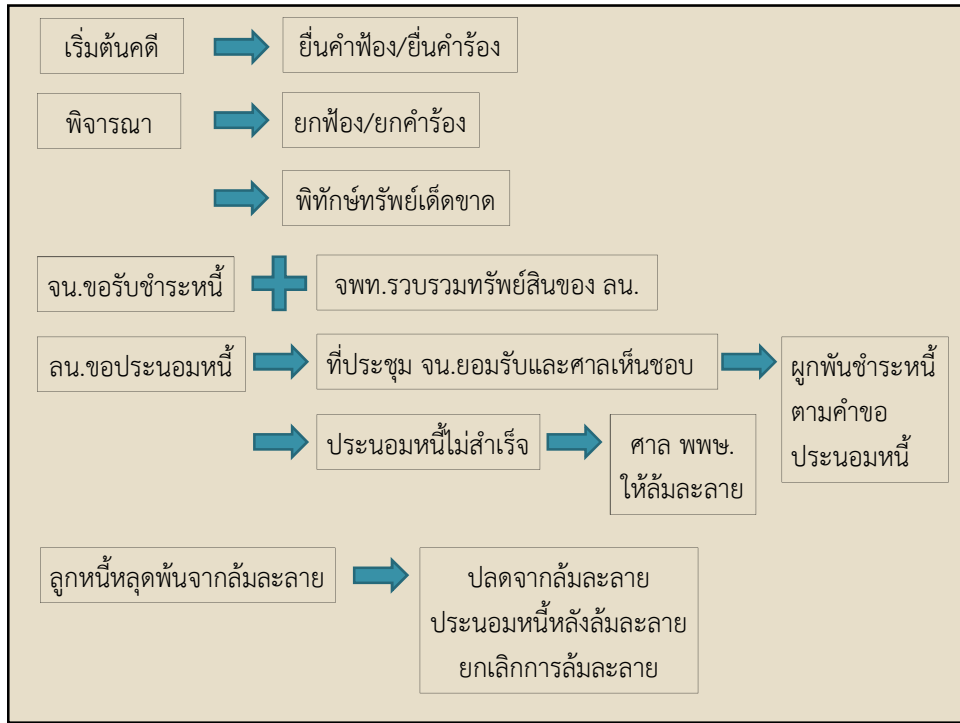 เริ่มต้นคดี
ยื่นคำฟ้อง/ยื่นคำร้อง
พิจารณา
ยกฟ้อง/ยกคำร้อง
พิทักษ์ทรัพย์เด็ดขาด
จน.ขอรับชำระหนี้
จพท.รวบรวมทรัพย์สินของ ลน.
ลน.ขอประนอมหนี้
ที่ประชุม จน.ยอมรับและศาลเห็นชอบ
ผูกพันชำระหนี้
ตามคำขอ
ประนอมหนี้
ประนอมหนี้ไม่สำเร็จ
ศาล พพษ.
ให้ล้มละลาย
ลูกหนี้หลุดพ้นจากล้มละลาย
ปลดจากล้มละลาย
ประนอมหนี้หลังล้มละลาย
ยกเลิกการล้มละลาย